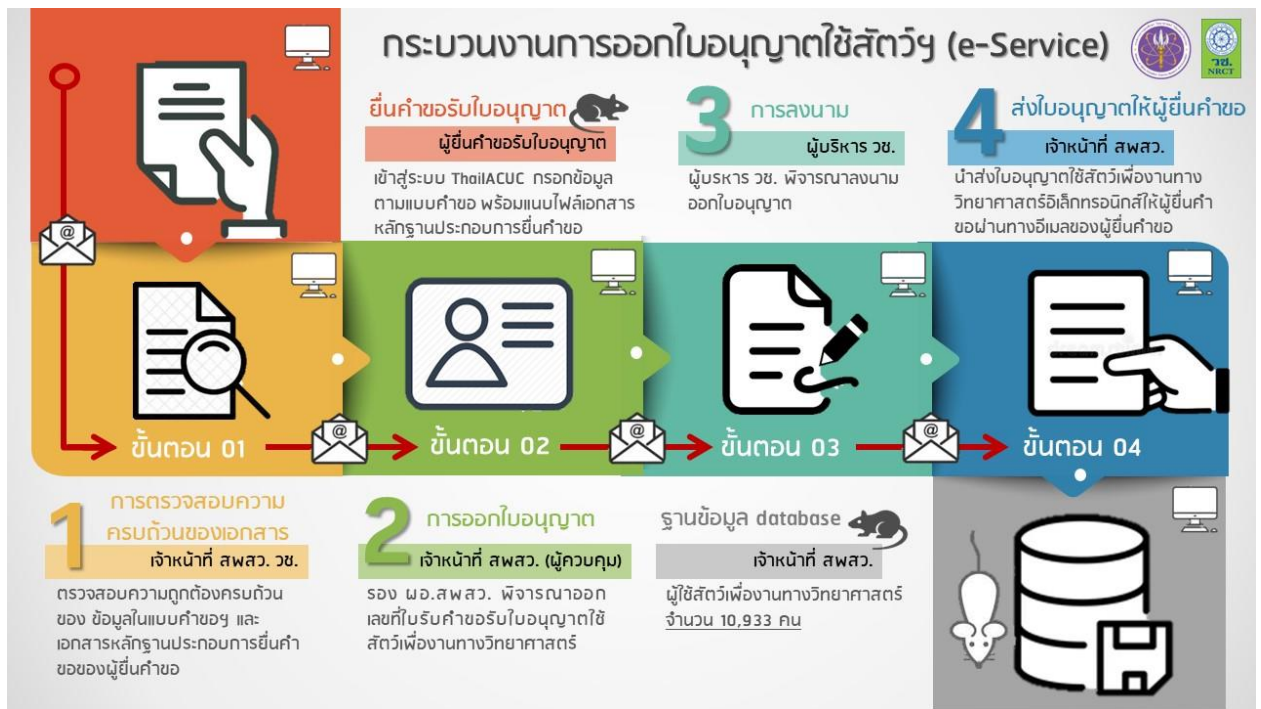 กระบวนงานการออกใบอนุญาตใช้สัตว์ฯ (e-Service)
วช.
NRCT
ยื่นคำขอรับใบอนุญาต
ผู้ยื่นคำขอรับใบอนุญาต
เข้าสู่ระบบ ThaiIACUC กรอกข้อมูล
ตามแบบคำขอ พร้อมแนบไฟล์เอกสาร
หลักฐานประกอบการยื่นคำขอ
3
การลงนาม
ผู้บริหาร วช.
ผู้บรหาร วช. พิจารณาลงนาม
ออกใบอนุญาต
4
ส่งใบอนุญาตให้ผู้ยื่นคำขอ
เจ้าหน้าที่ สพสว.
นำส่งใบอนุญาตใช้สัตว์เพื่องานทาง
วิทยาศาสตร์อิเล็กทรอนิกส์ให้ผู้ยื่นคำ
ขอผ่านทางอีเมลของผู้ยื่นคำขอ
@
ขั้นตอน 01
@
ขั้นตอน 02
@
ขั้นตอน 03
@
ขั้นตอน 04
1
การตรวจสอบความ
ครบถ้วนของเอกสาร
เจ้าหน้าที่ สพสว. วช.
ตรวจสอบความถูกต้องครบถ้วน
ของ ข้อมูลในแบบคำขอฯ และ
เอกสารหลักฐานประกอบการยื่นคำ
ขอของผู้ยื่นคำขอ
2
การออกใบอนุญาต
เจ้าหน้าที่ สพสว. (ผู้ควบคุม)
รอง ผอ.สพสว. พิจารณาออก
เลขที่ใบรับคำขอรับใบอนุญาตใช้
สัตว์เพื่องานทางวิทยาศาสตร์
ฐานข้อมูล database
เจ้าหน้าที่ สพสว.
ผู้ใช้สัตว์เพื่องานทางวิทยาศาสตร์
จำนวน 10,933 คน